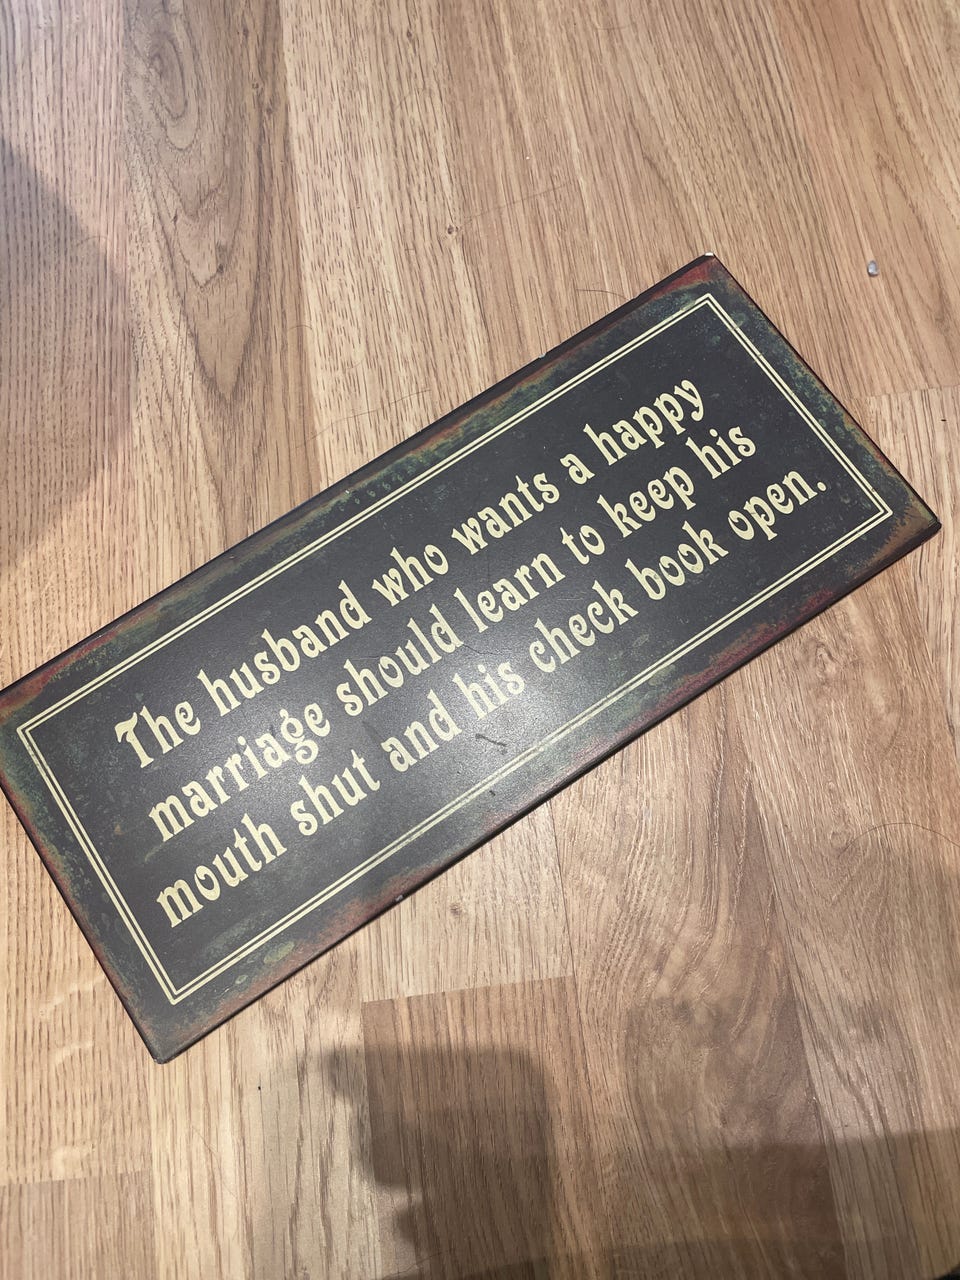 The husband who wants a happy
marriage should learn to keep his
mouth shut and his check book open.